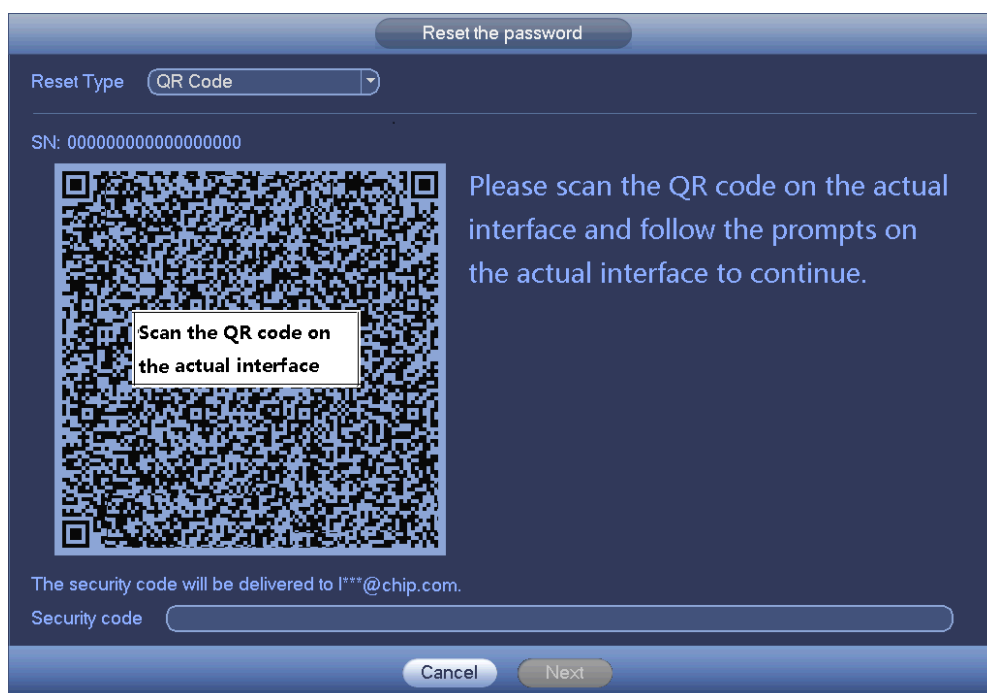 Reset the password
Reset Type QR Code
SN: 000000000000000000
Please scan the QR code on the actual
interface and follow the prompts on
the actual interface to continue.
Scan the QR code on
the actual interface
The security code will be delivered to l***@chip.com.
Security code
Cancel Next